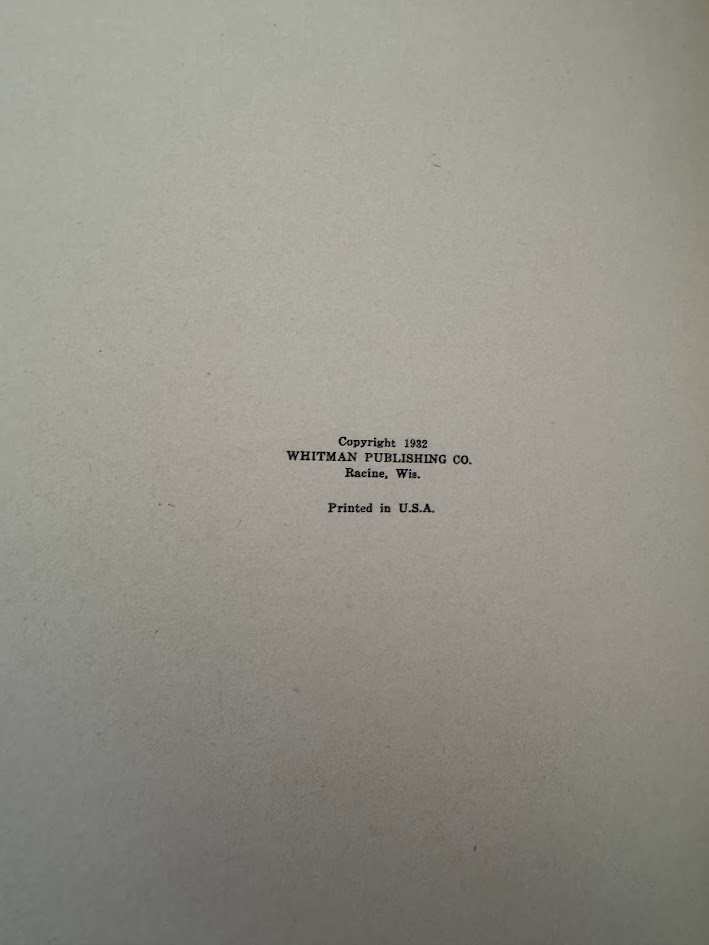 Copyright 1932
WHITMAN PUBLISHING CO.
Racine, Wis.
Printed in U.S.A.